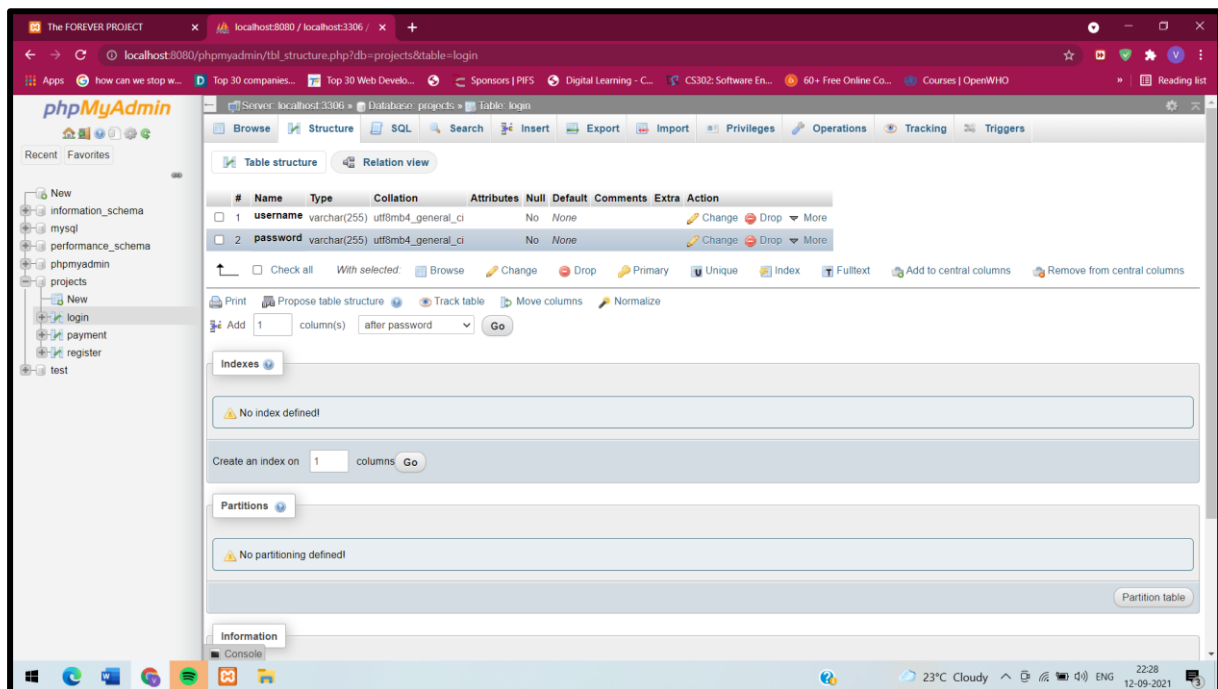 The FOREVER PROJECT
localhost:8080 / localhost:3306 /
localhost:8080/phpmyadmin/tbl_structure.php?db=projects&table=login
Apps how can we stop w... Top 30 companies... Top 30 Web Develo... Sponsors | PIFS Digital Learning - C... CS302: Software En... 60+ Free Online Co... Courses | OpenWHO » Reading list
phpMyAdmin
Recent Favorites
New
information_schema
mysql
performance_schema
phpmyadmin
projects
New
login
payment
register
test
Server: localhost:3306 » Database: projects » Table: login
Browse Structure SQL Search Insert Export Import Privileges Operations Tracking Triggers
Table structure Relation view
# Name Type Collation Attributes Null Default Comments Extra Action
1 username varchar(255) utf8mb4_general_ci No None Change Drop More
2 password varchar(255) utf8mb4_general_ci No None Change Drop More
Check all With selected: Browse Change Drop Primary Unique Index Fulltext Add to central columns Remove from central columns
Print Propose table structure Track table Move columns Normalize
Add 1 column(s) after password Go
Indexes
No index defined!
Create an index on 1 columns Go
Partitions
No partitioning defined!
Partition table
Information
Console
23°C Cloudy ENG 22:28
12-09-2021